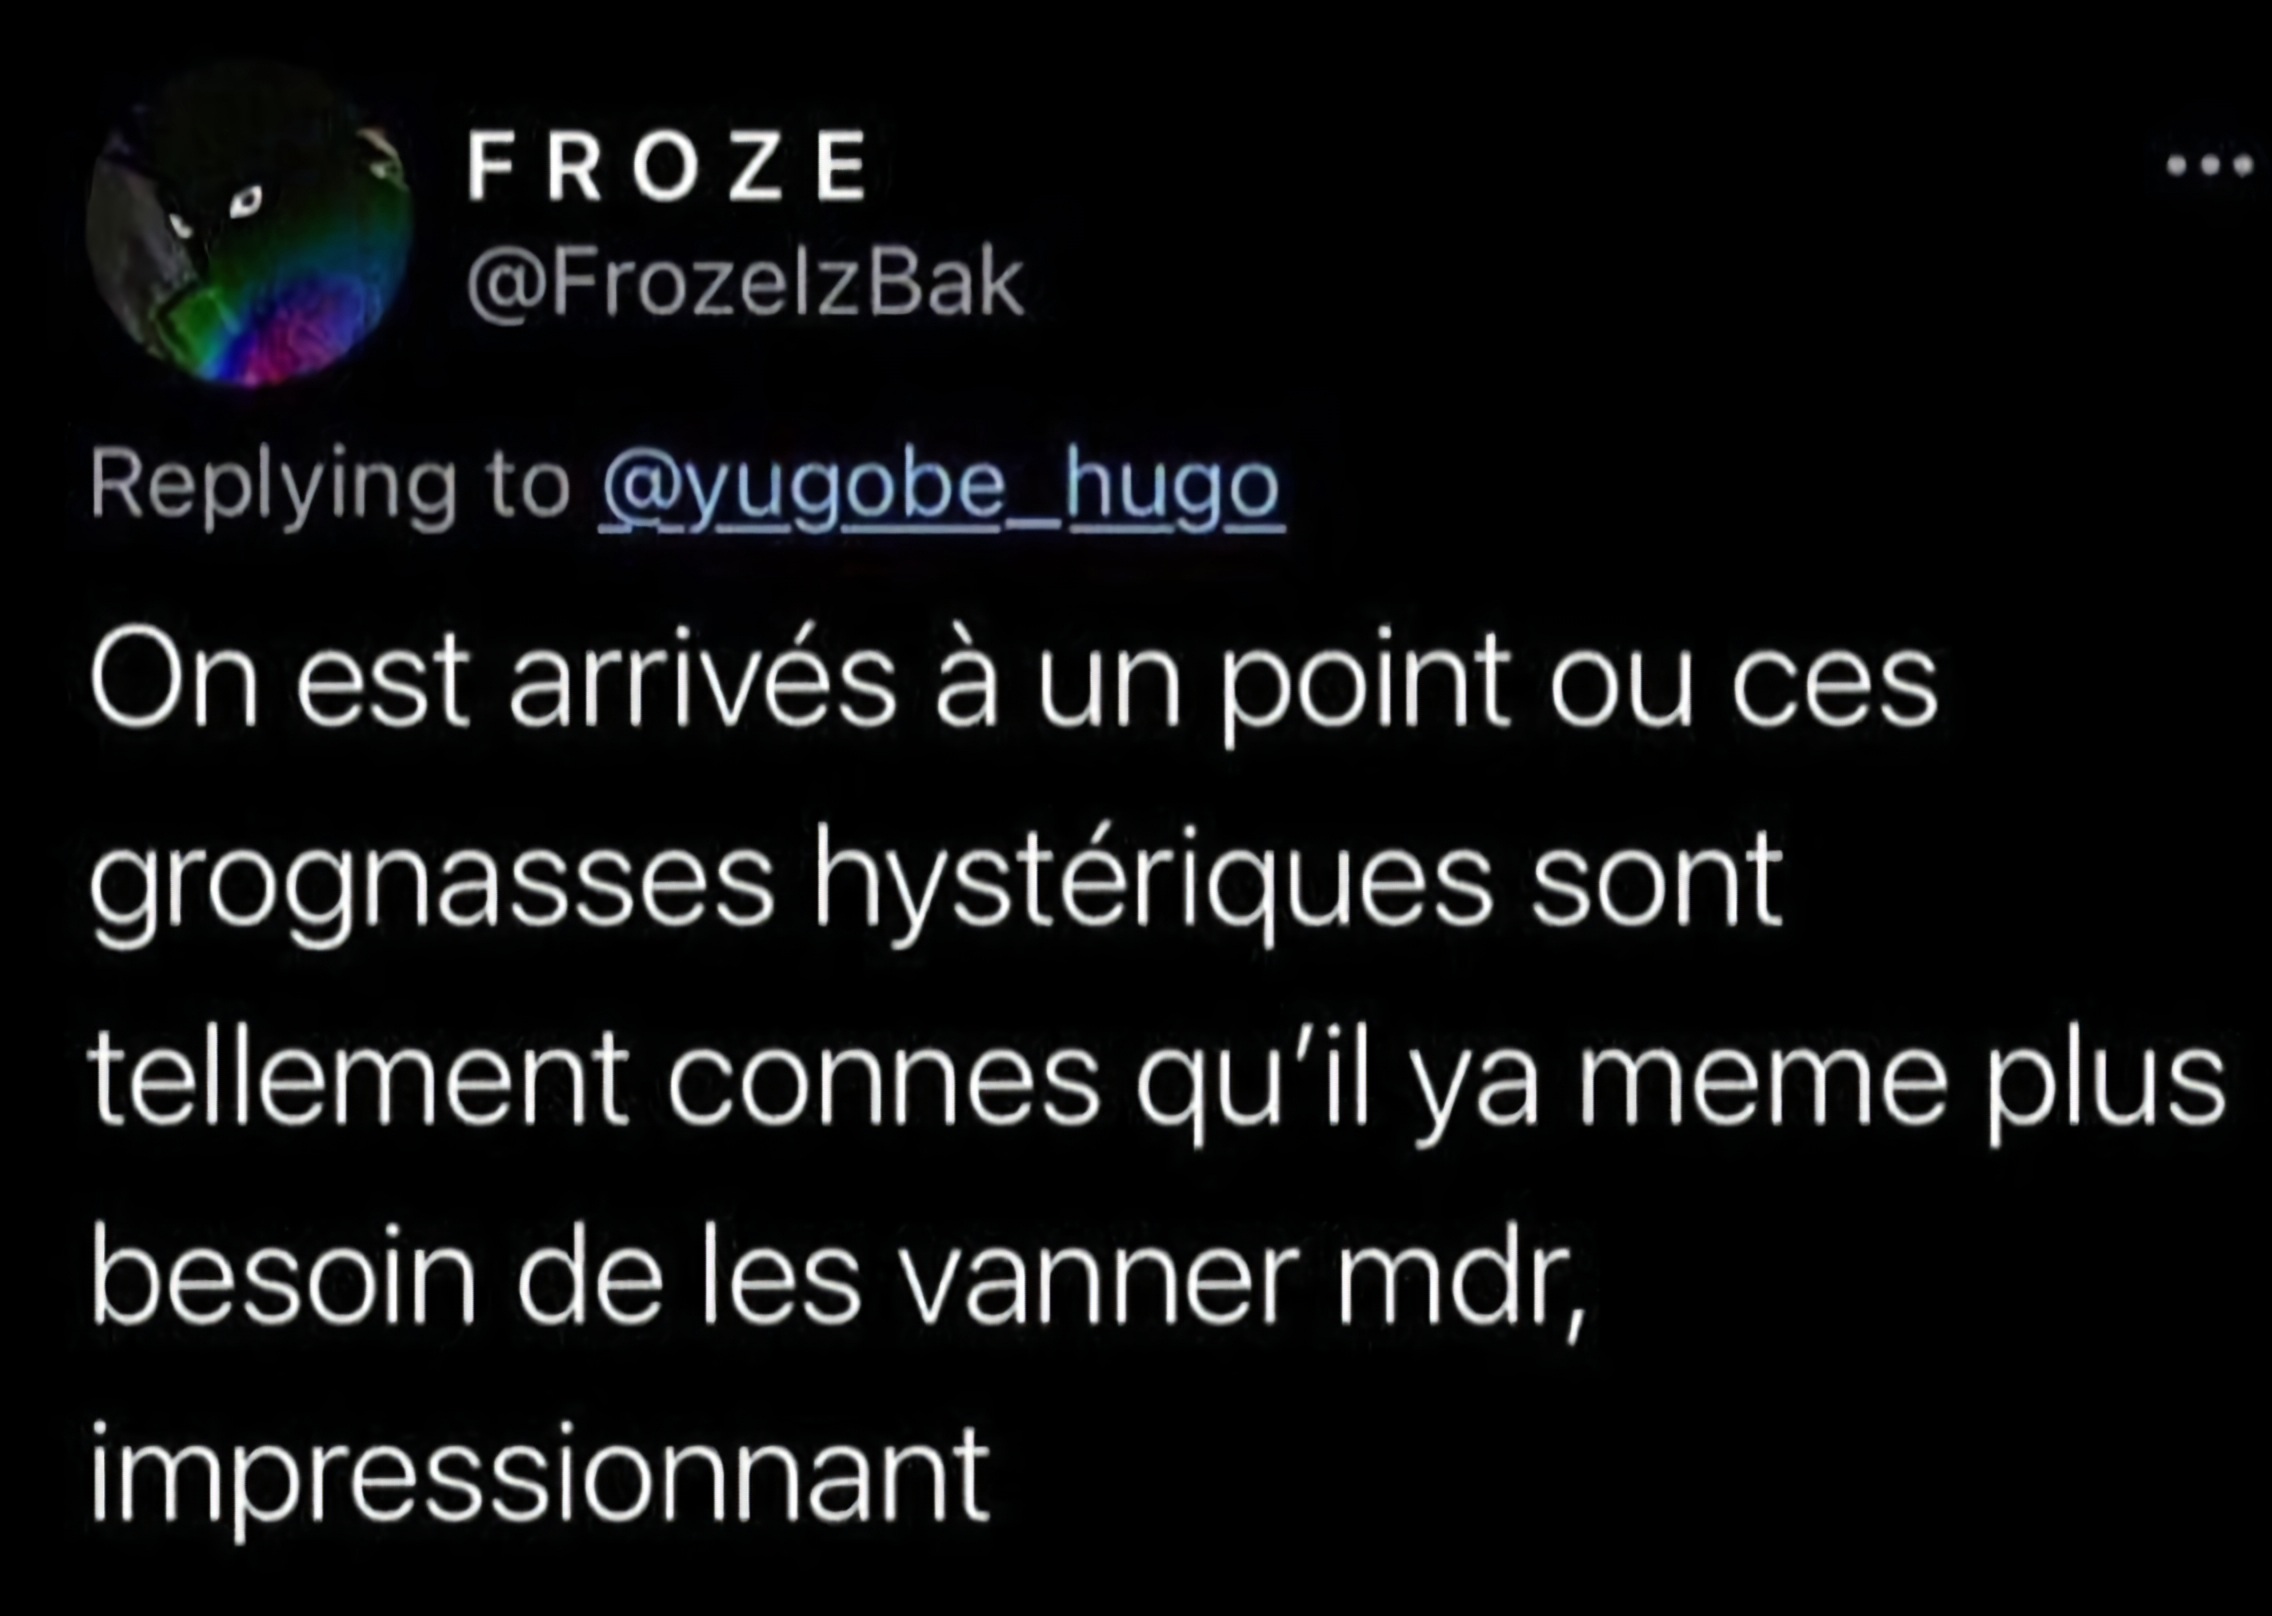 F R O Z E
@FrozeIzBak
Replying to @yugobe_hugo
On est arrivés à un point ou ces
grognasses hystériques sont
tellement connes qu’il ya meme plus
besoin de les vanner mdr,
impressionnant